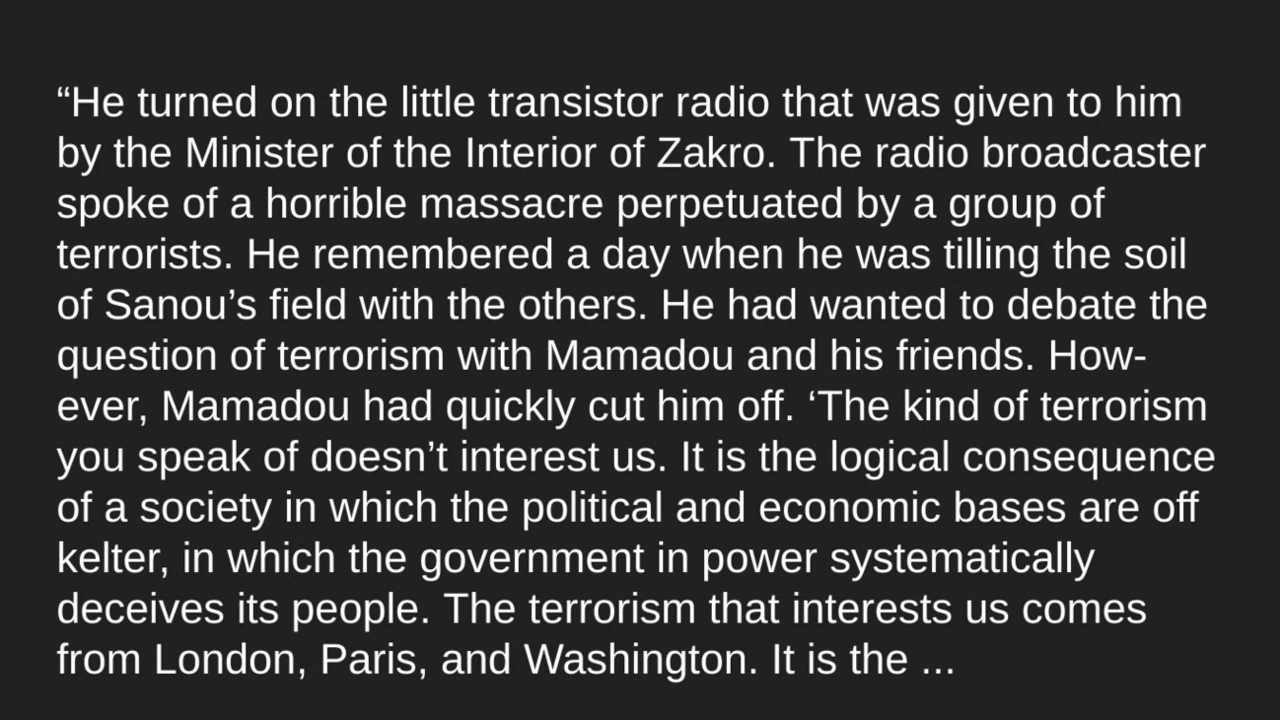 “He turned on the little transistor radio that was given to him
by the Minister of the Interior of Zakro. The radio broadcaster
spoke of a horrible massacre perpetuated by a group of
terrorists. He remembered a day when he was tilling the soil
of Sanou’s field with the others. He had wanted to debate the
question of terrorism with Mamadou and his friends. How-
ever, Mamadou had quickly cut him off. ‘The kind of terrorism
you speak of doesn’t interest us. It is the logical consequence
of a society in which the political and economic bases are off
kelter, in which the government in power systematically
deceives its people. The terrorism that interests us comes
from London, Paris, and Washington. It is the ...